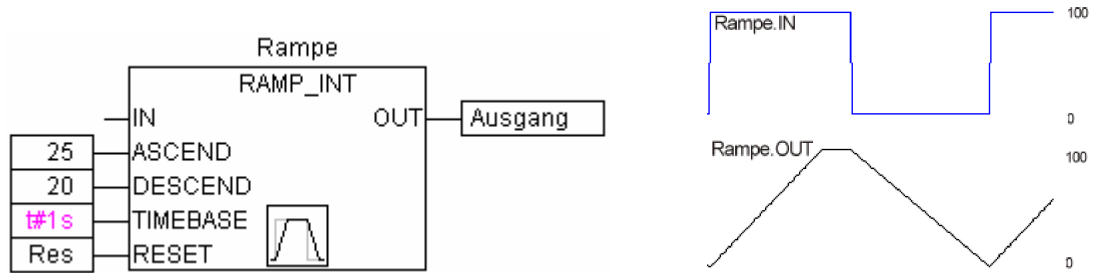 Rampe
RAMP_INT
IN
OUT
Ausgang
25
ASCEND
20
DESCEND
t#1s
TIMEBASE
Res
RESET
Rampe.IN
100
0
Rampe.OUT
100
0